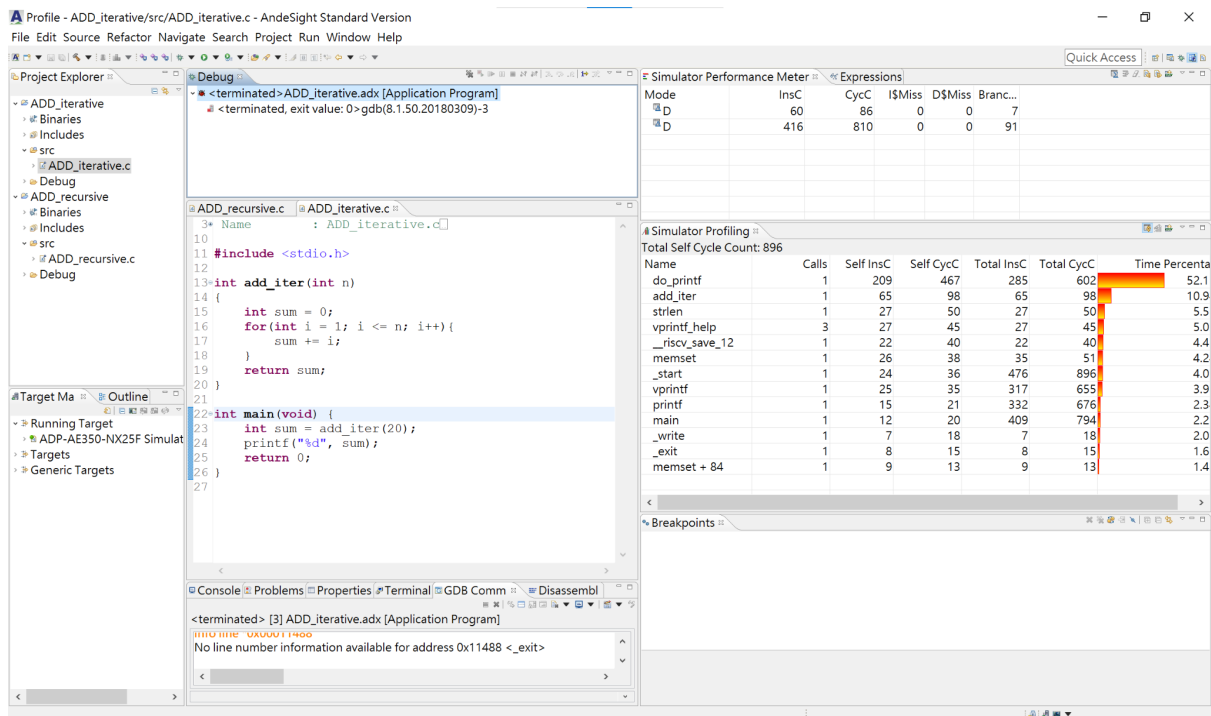 Profile - ADD_iterative/src/ADD_iterative.c - AndeSight Standard Version
File Edit Source Refactor Navigate Search Project Run Window Help
Quick Access
Project Explorer
ADD_iterative
Binaries
Includes
src
ADD_iterative.c
Debug
ADD_recursive
Binaries
Includes
src
ADD_recursive.c
Debug
Target Ma Outline
Running Target
ADP-AE350-NX25F Simulat
Targets
Generic Targets
Debug
<terminated>ADD_iterative.adx [Application Program]
<terminated, exit value: 0>gdb(8.1.50.20180309)-3
ADD_recursive.c ADD_iterative.c
3 * Name : ADD_iterative.c
10
11 #include <stdio.h>
12
13 int add_iter(int n)
14 {
15 int sum = 0;
16 for(int i = 1; i <= n; i++){
17 sum += i;
18 }
19 return sum;
20 }
21
22 int main(void) {
23 int sum = add_iter(20);
24 printf("%d", sum);
25 return 0;
26 }
27
Console Problems Properties Terminal GDB Comm Disassembl
<terminated> [3] ADD_iterative.adx [Application Program]
info line *0x00011488
No line number information available for address 0x11488 <_exit>
Simulator Performance Meter Expressions
Mode InsC CycC I$Miss D$Miss Branc...
D 60 86 0 0 7
D 416 810 0 0 91
Simulator Profiling
Total Self Cycle Count: 896
Name Calls Self InsC Self CycC Total InsC Total CycC Time Percenta
do_printf 1 209 467 285 602 52.1
add_iter 1 65 98 65 98 10.9
strlen 1 27 50 27 50 5.5
vprintf_help 3 27 45 27 45 5.0
__riscv_save_12 1 22 40 22 40 4.4
memset 1 26 38 35 51 4.2
_start 1 24 36 476 896 4.0
vprintf 1 25 35 317 655 3.9
printf 1 15 21 332 676 2.3
main 1 12 20 409 794 2.2
_write 1 7 18 7 18 2.0
_exit 1 8 15 8 15 1.6
memset + 84 1 9 13 9 13 1.4
Breakpoints